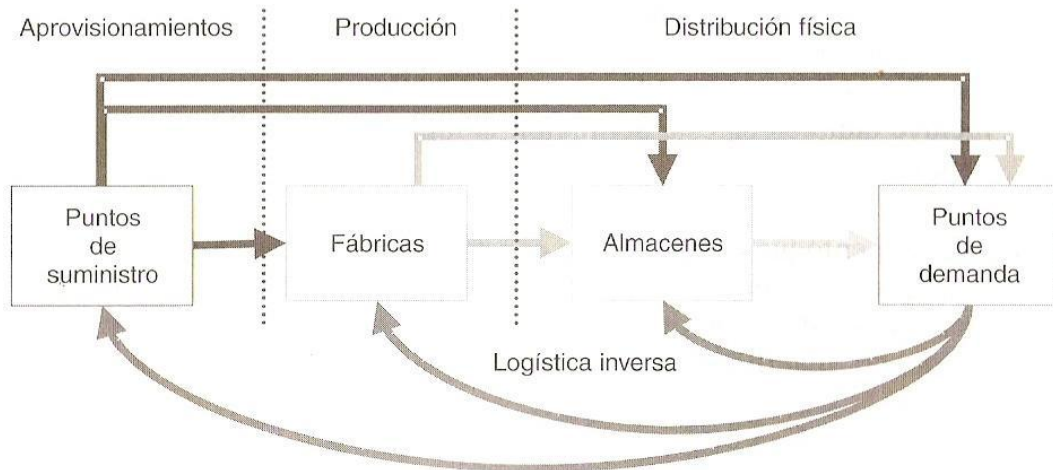 Aprovisionamientos
Producción
Distribución física
Puntos
de
suministro
Fábricas
Almacenes
Puntos
de
demanda
Logística inversa